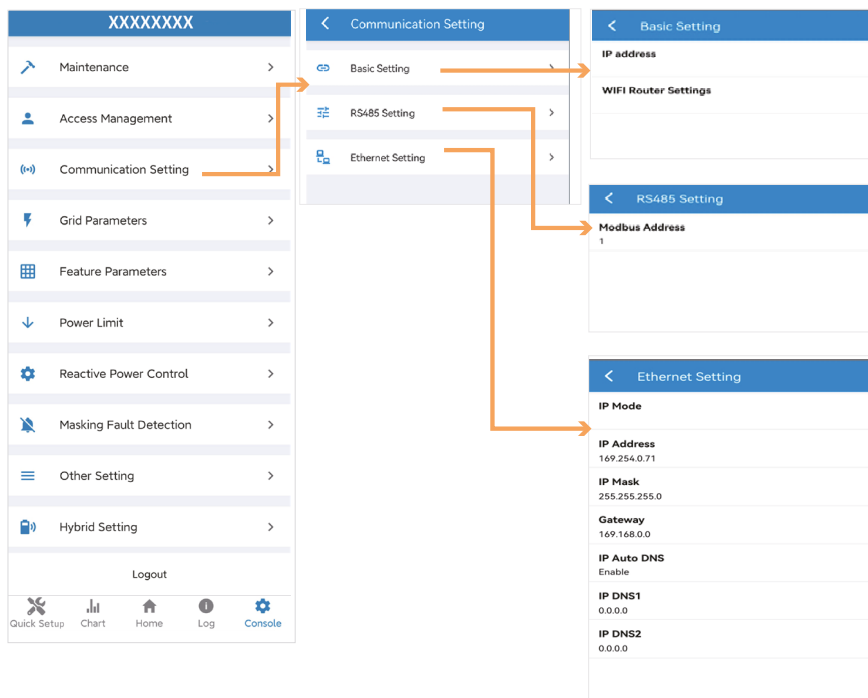 XXXXXXXX
Maintenance
Access Management
Communication Setting
Grid Parameters
Feature Parameters
Power Limit
Reactive Power Control
Masking Fault Detection
Other Setting
Hybrid Setting
Logout
Quick Setup
Chart
Home
Log
Console
Communication Setting
Basic Setting
RS485 Setting
Ethernet Setting
Basic Setting
IP address
WIFI Router Settings
RS485 Setting
Modbus Address
1
Ethernet Setting
IP Mode
IP Address
169.254.0.71
IP Mask
255.255.255.0
Gateway
169.168.0.0
IP Auto DNS
Enable
IP DNS1
0.0.0.0
IP DNS2
0.0.0.0